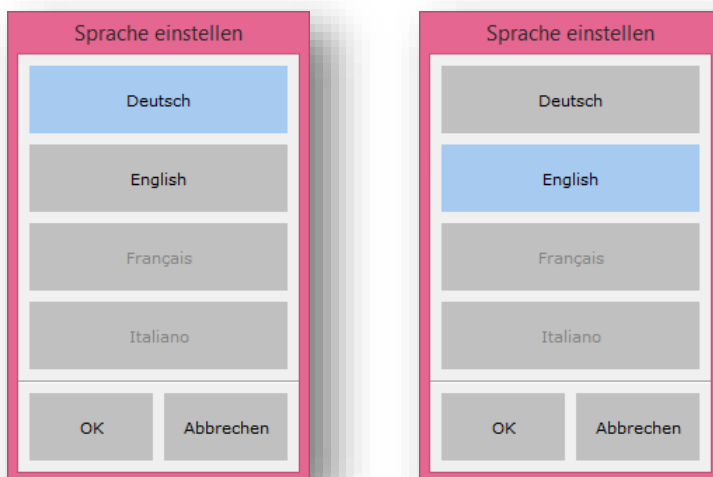 Sprache einstellen
Deutsch
English
Français
Italiano
OK Abbrechen
Sprache einstellen
Deutsch
English
Français
Italiano
OK Abbrechen